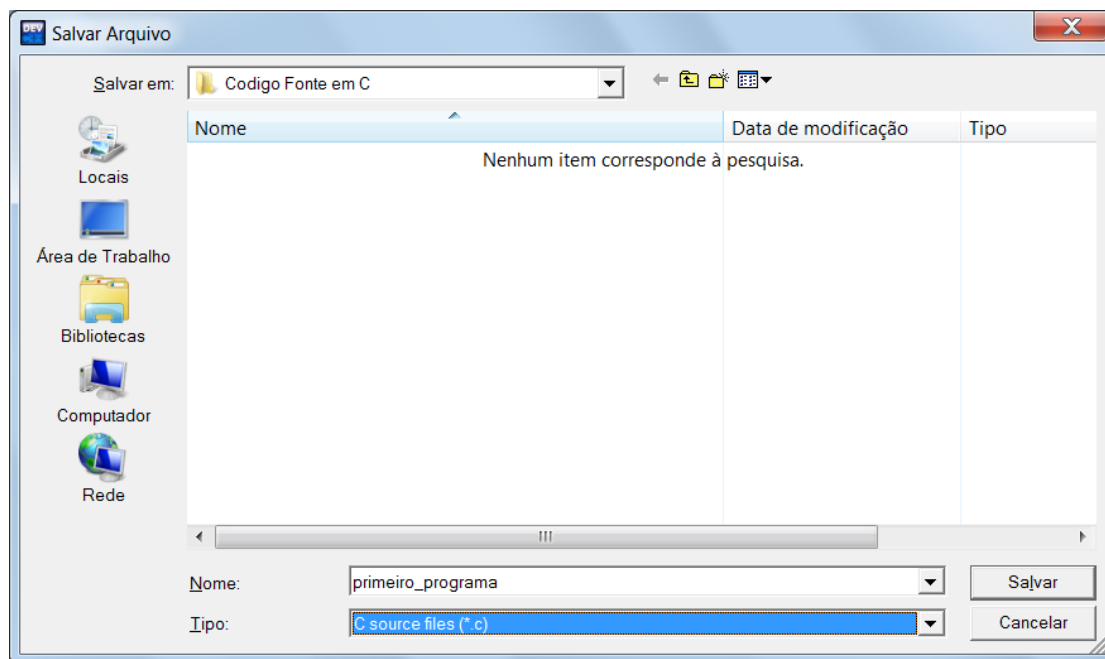 DEV Salvar Arquivo X
Salvar em: Codigo Fonte em C
Nome Data de modificação Tipo
Nenhum item corresponde à pesquisa.
Locais
Área de Trabalho
Bibliotecas
Computador
Rede
Nome: primeiro_programa Salvar
Tipo: C source files (*.c) Cancelar